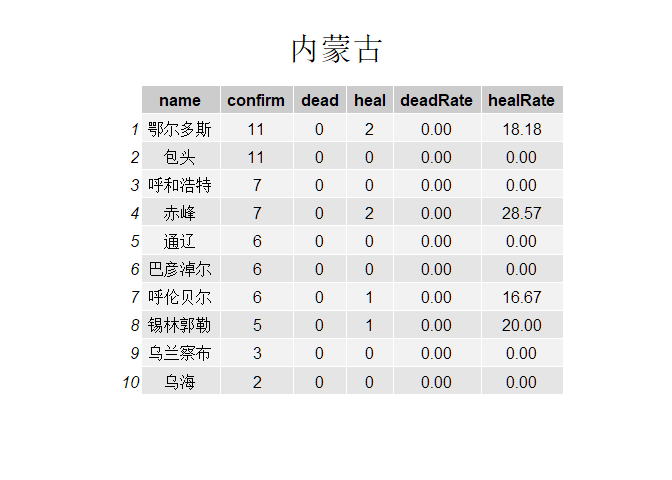 内蒙古
name confirm dead heal deadRate healRate
1 鄂尔多斯 11 0 2 0.00 18.18
2 包头 11 0 0 0.00 0.00
3 呼和浩特 7 0 0 0.00 0.00
4 赤峰 7 0 2 0.00 28.57
5 通辽 6 0 0 0.00 0.00
6 巴彦淖尔 6 0 0 0.00 0.00
7 呼伦贝尔 6 0 1 0.00 16.67
8 锡林郭勒 5 0 1 0.00 20.00
9 乌兰察布 3 0 0 0.00 0.00
10 乌海 2 0 0 0.00 0.00